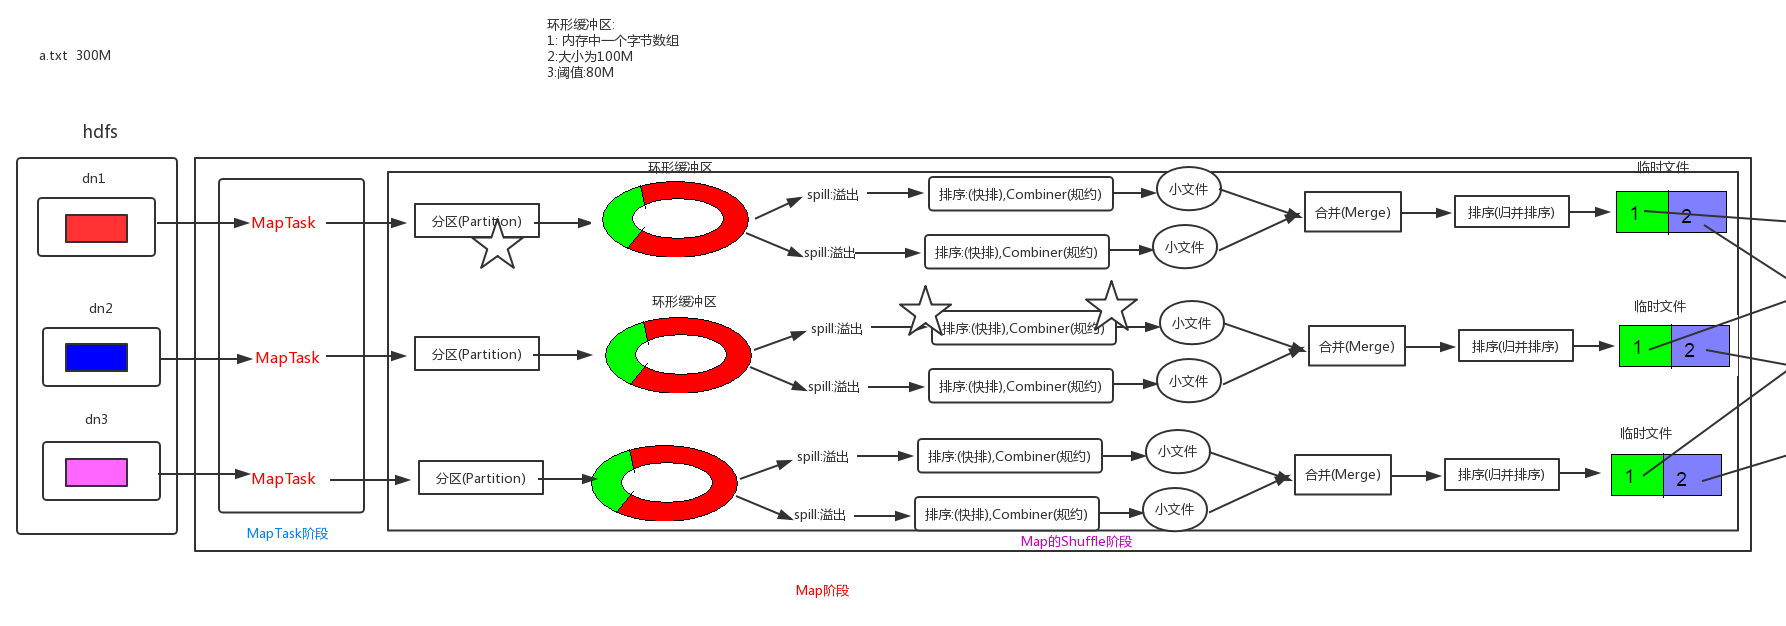 环形缓冲区:
1: 内存中一个字节数组
2:大小为100M
3:阈值:80M
a.txt  300M
hdfs
dn1
MapTask
分区(Partition)
环形缓冲区
spill:溢出
排序:(快排),Combiner(规约)
小文件
spill:溢出
排序:(快排),Combiner(规约)
小文件
合并(Merge)
排序(归并排序)
临时文件
1
2
dn2
MapTask
分区(Partition)
环形缓冲区
spill:溢出
排序:(快排),Combiner(规约)
小文件
spill:溢出
排序:(快排),Combiner(规约)
小文件
合并(Merge)
排序(归并排序)
临时文件
1
2
dn3
MapTask
分区(Partition)
spill:溢出
排序:(快排),Combiner(规约)
小文件
spill:溢出
排序:(快排),Combiner(规约)
小文件
合并(Merge)
排序(归并排序)
临时文件
1
2
MapTask阶段
Map的Shuffle阶段
Map阶段